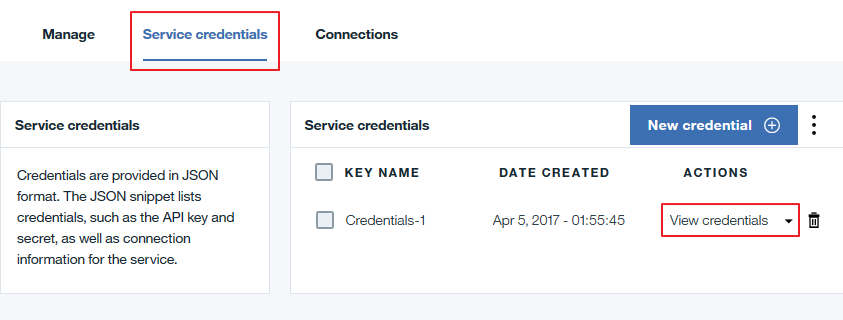 Manage
Service credentials
Connections
Service credentials
Credentials are provided in JSON
format. The JSON snippet lists
credentials, such as the API key and
secret, as well as connection
information for the service.
Service credentials
New credential
KEY NAME DATE CREATED ACTIONS
Credentials-1 Apr 5, 2017 - 01:55:45 View credentials